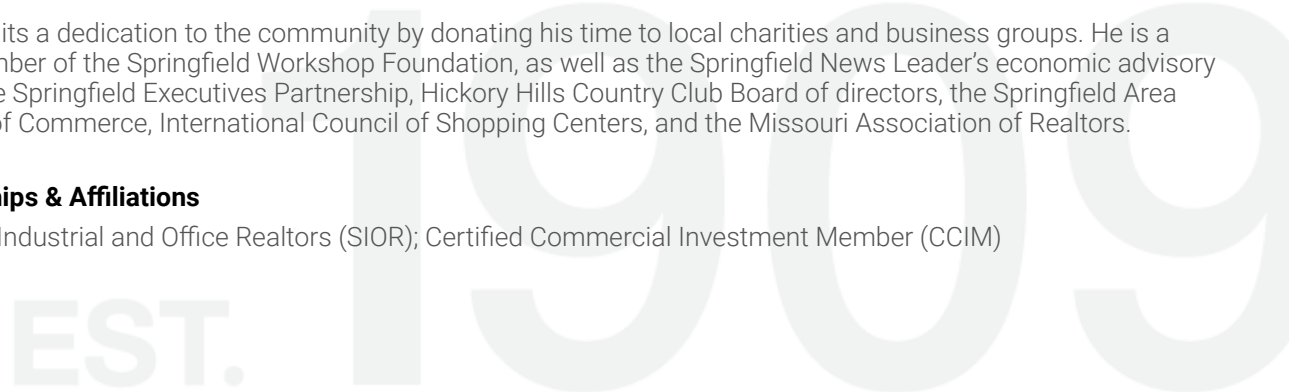 its a dedication to the community by donating his time to local charities and business groups. He is a
nber of the Springfield Workshop Foundation, as well as the Springfield News Leader’s economic advisory
e Springfield Executives Partnership, Hickory Hills Country Club Board of directors, the Springfield Area
of Commerce, International Council of Shopping Centers, and the Missouri Association of Realtors.
ips & Affiliations
Industrial and Office Realtors (SIOR); Certified Commercial Investment Member (CCIM)
EST. 1909